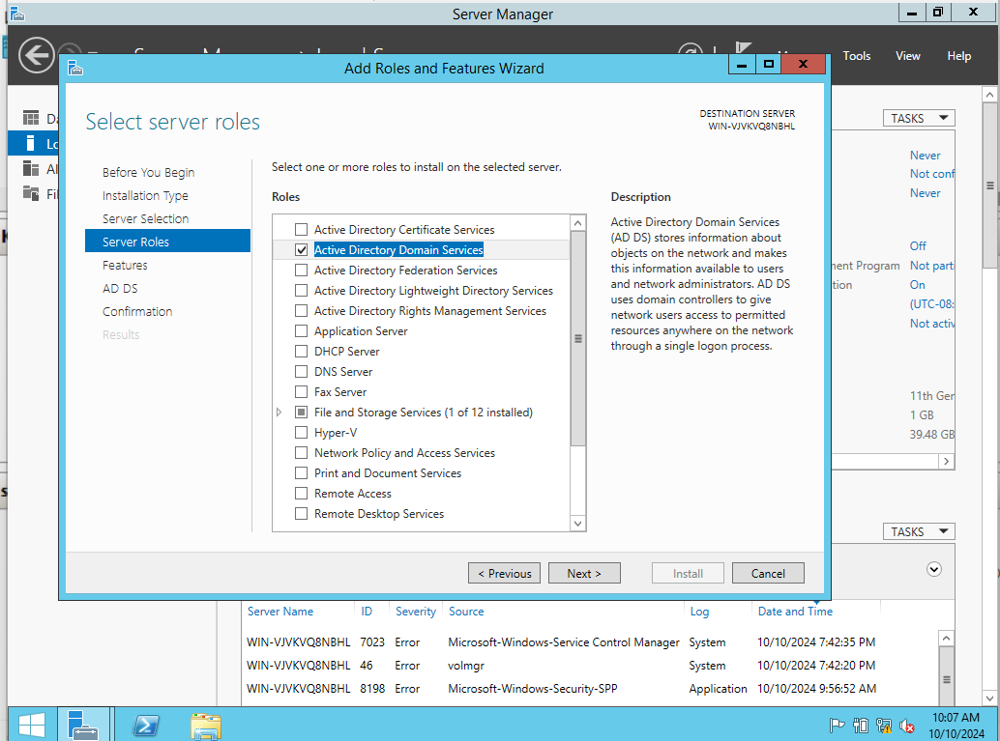 Server Manager
Tools
View
Help
Add Roles and Features Wizard
Select server roles
DESTINATION SERVER
WIN-VJVKVQ8NBHL
Before You Begin
Installation Type
Server Selection
Server Roles
Features
AD DS
Confirmation
Results
Select one or more roles to install on the selected server.
Roles
Active Directory Certificate Services
Active Directory Domain Services
Active Directory Federation Services
Active Directory Lightweight Directory Services
Active Directory Rights Management Services
Application Server
DHCP Server
DNS Server
Fax Server
File and Storage Services (1 of 12 installed)
Hyper-V
Network Policy and Access Services
Print and Document Services
Remote Access
Remote Desktop Services
Description
Active Directory Domain Services
(AD DS) stores information about
objects on the network and makes
this information available to users
and network administrators. AD DS
uses domain controllers to give
network users access to permitted
resources anywhere on the network
through a single logon process.
< Previous
Next >
Install
Cancel
TASKS
Never
Not conf
Never
Off
ment Program Not part
tion On
(UTC-08:
Not activ
11th Ger
1 GB
39.48 GB
TASKS
Server Name ID Severity Source Log Date and Time
WIN-VJVKVQ8NBHL 7023 Error Microsoft-Windows-Service Control Manager System 10/10/2024 7:42:35 PM
WIN-VJVKVQ8NBHL 46 Error volmgr System 10/10/2024 7:42:20 PM
WIN-VJVKVQ8NBHL 8198 Error Microsoft-Windows-Security-SPP Application 10/10/2024 9:56:52 AM
10:07 AM
10/10/2024